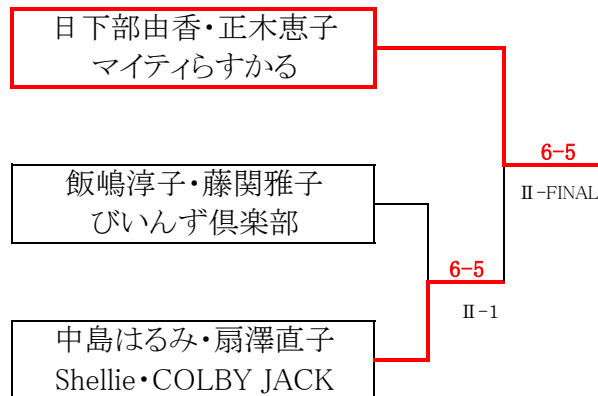 日下部由香・正木恵子
マイティらすかる
6-5
Ⅱ-FINAL
飯嶋淳子・藤関雅子
びいんず倶楽部
6-5
Ⅱ-1
中島はるみ・扇澤直子
Shellie・COLBY JACK